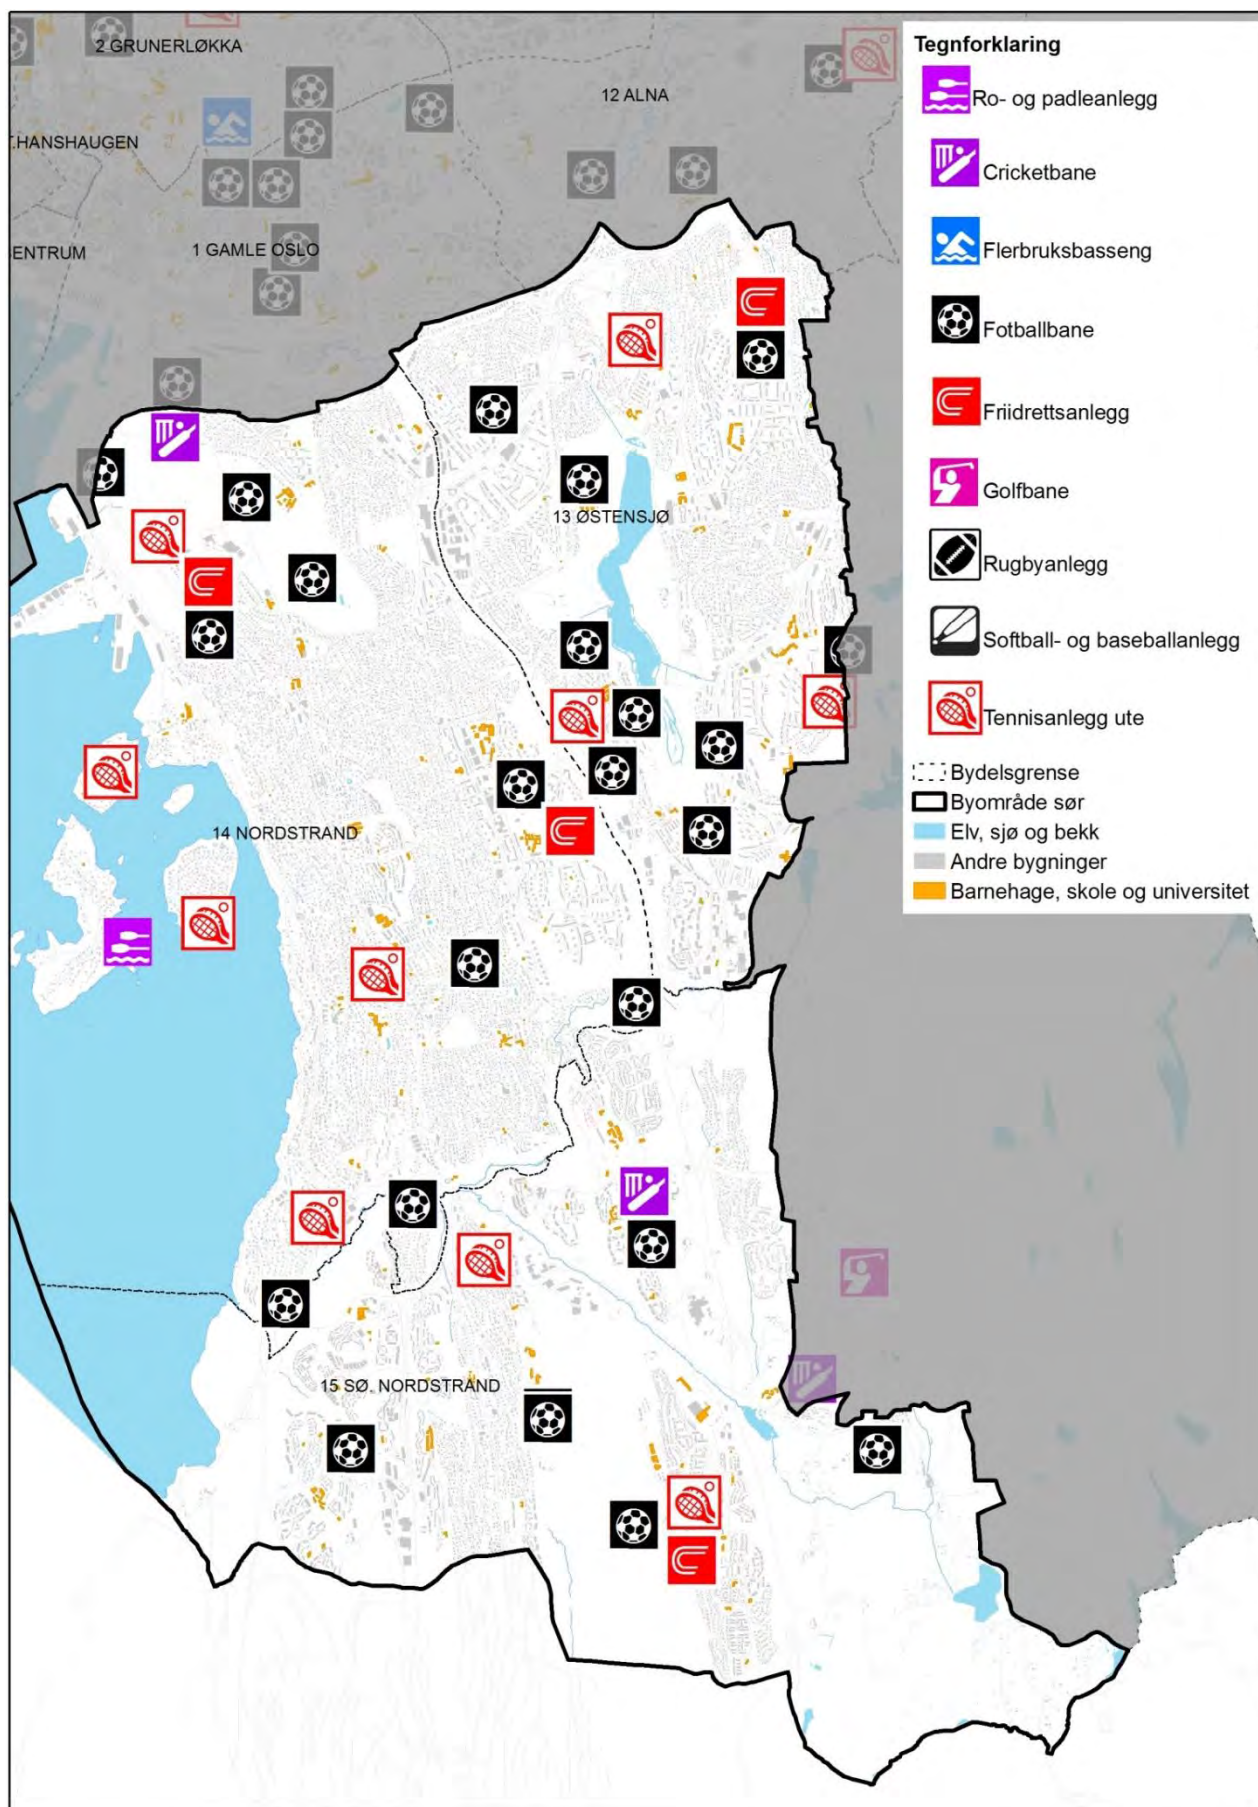 2 GRUNERLØKKA
12 ALNA
T.HANSHAUGEN
ENTRUM
1 GAMLE OSLO
13 ØSTENSJØ
14 NORDSTRAND
15 SØ. NORDSTRAND
Tegnforklaring
Ro- og padleanlegg
Cricketbane
Flerbruksbasseng
Fotballbane
Friidrettsanlegg
Golfbane
Rugbyanlegg
Softball- og baseballanlegg
Tennisanlegg ute
Bydelsgrense
Byområde sør
Elv, sjø og bekk
Andre bygninger
Barnehage, skole og universitet